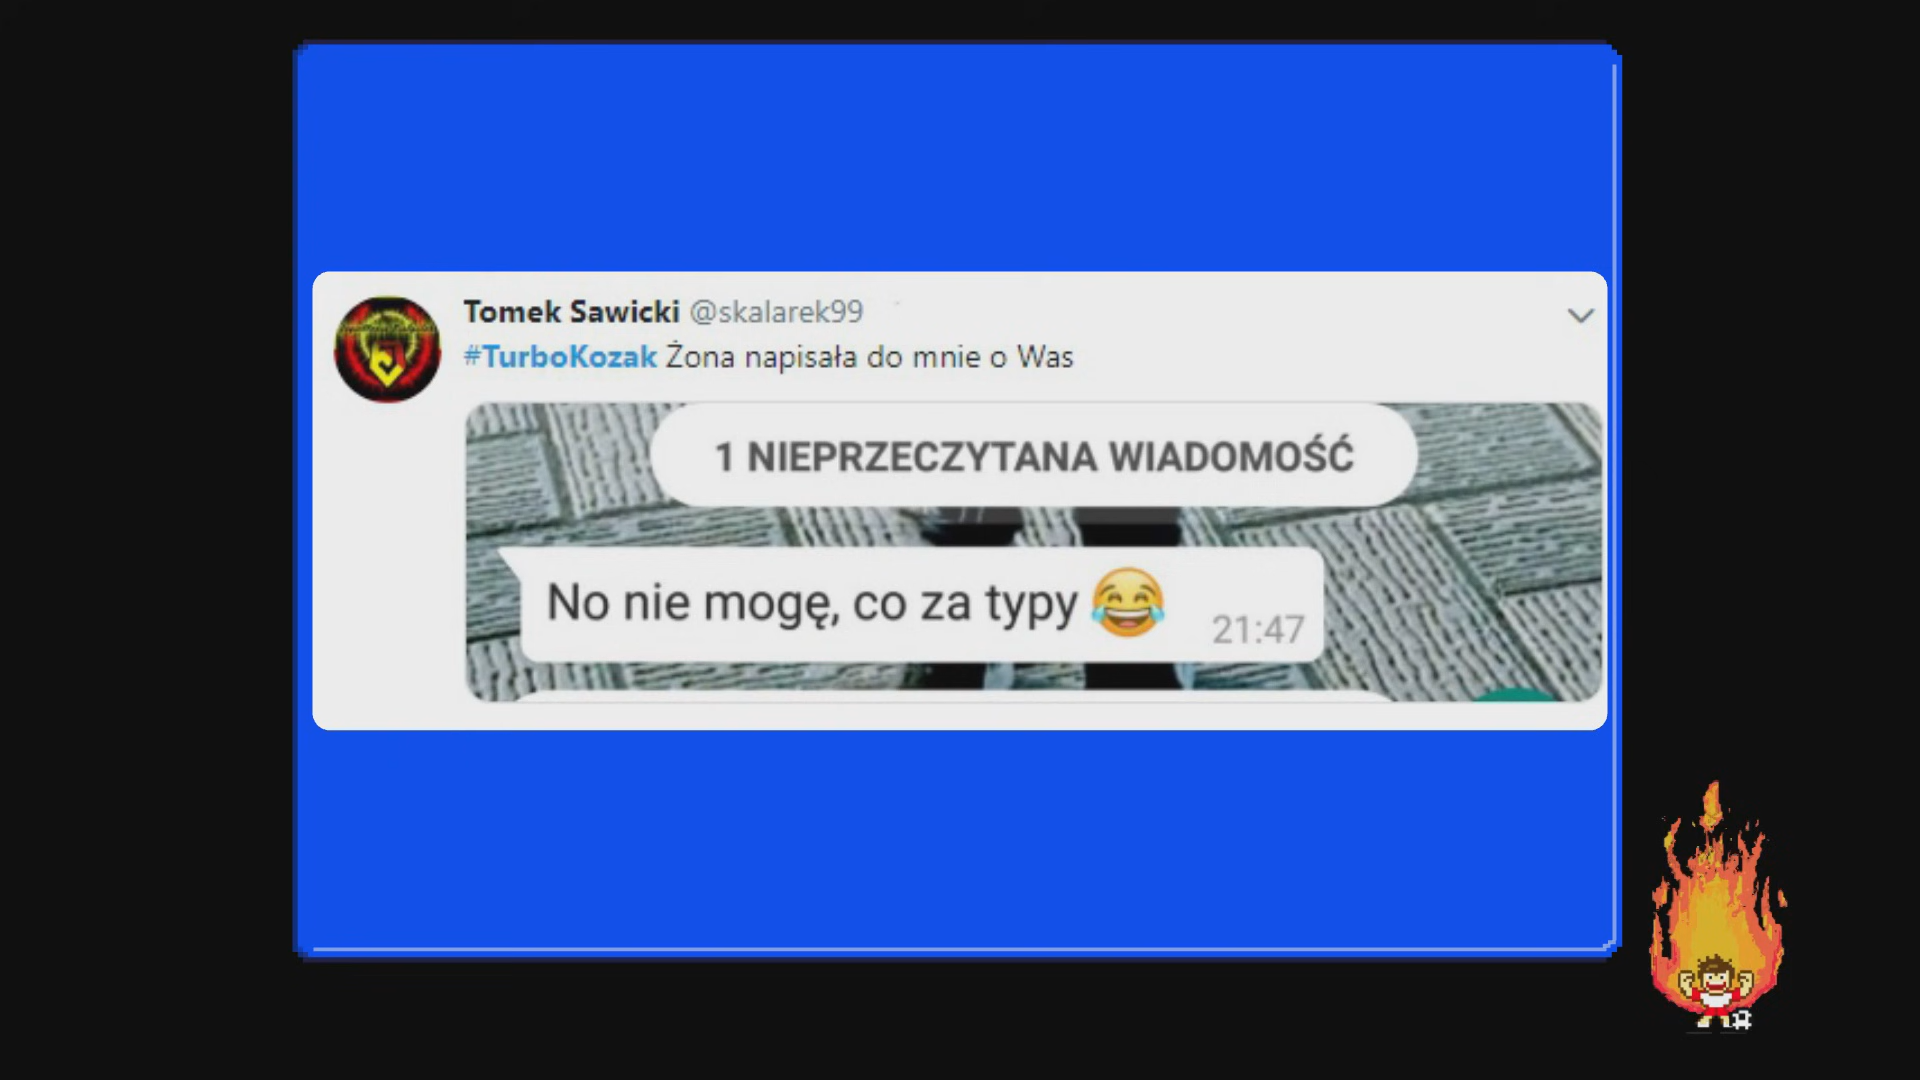 Tomek Sawicki @skalarek99
#TurboKozak Żona napisała do mnie o Was
1 NIEPRZECZYTANA WIADOMOŚĆ
No nie mogę, co za typy 😂 21:47